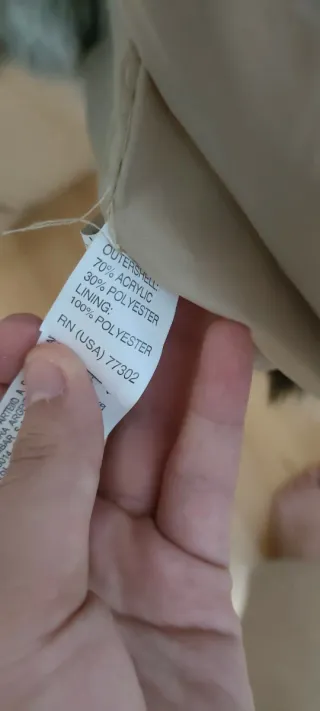 OUTERSHELL:
70% ACRYLIC
30% POLYESTER
LINING:
100% POLYESTER
RN (USA) 77302